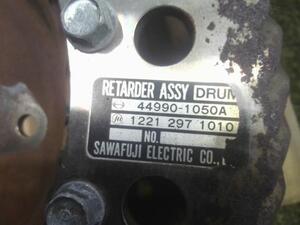 RETARDER ASSY DRUM
44990-1050A
1221 297 1010
NO.
SAWAFUJI ELECTRIC CO.,